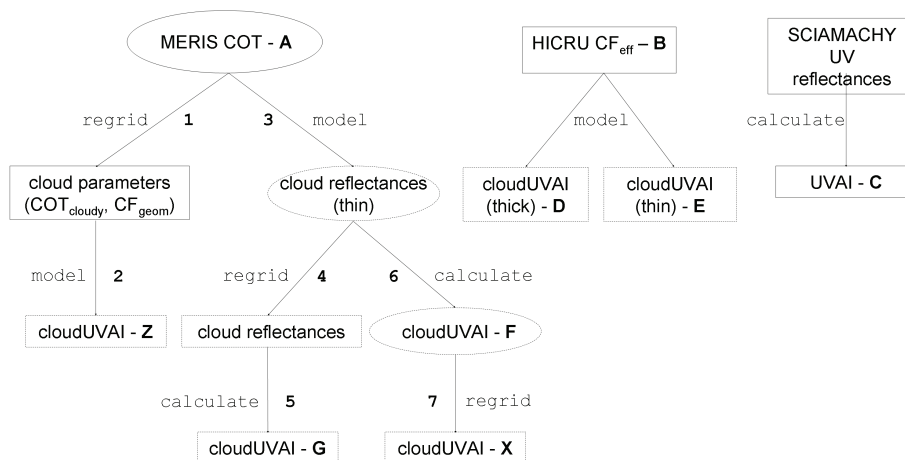 MERIS COT - A
HICRU CFeff – B
SCIAMACHY
UV
reflectances
regrid 1 3 model
model
calculate
cloud parameters
(COTcloudy, CFgeom)
cloud reflectances
(thin)
cloudUVAI
(thick) - D
cloudUVAI
(thin) - E
UVAI - C
model 2
regrid 4 6 calculate
cloudUVAI - Z
cloud reflectances
cloudUVAI - F
calculate 5
7 regrid
cloudUVAI - G
cloudUVAI - X